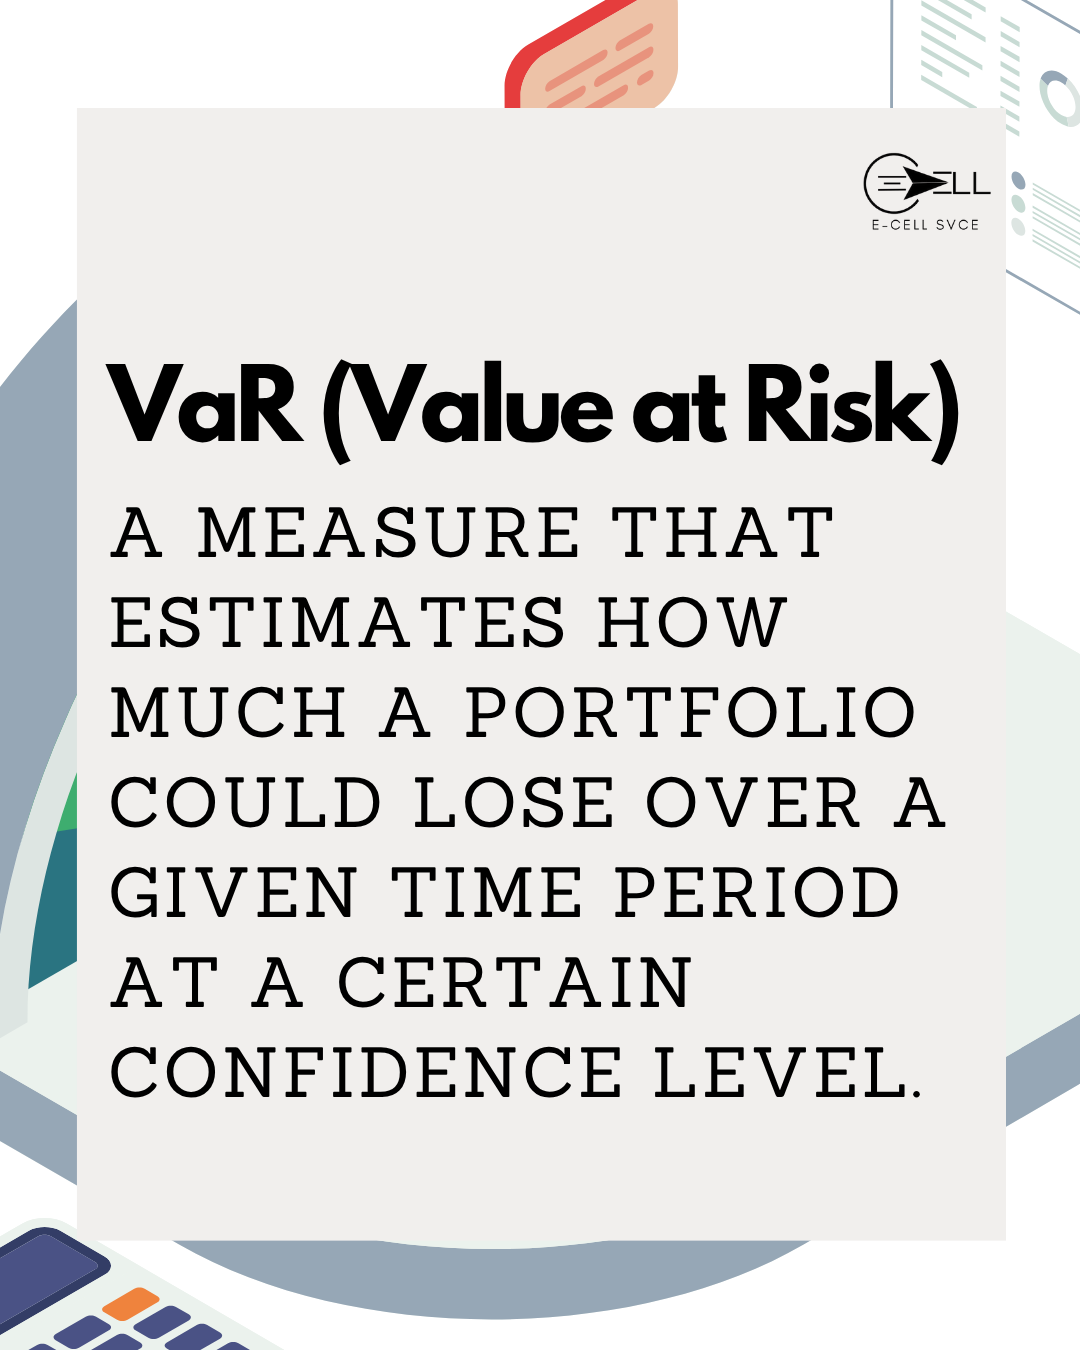 ELL
E-CELL SVCE
VaR (Value at Risk)
A MEASURE THAT
ESTIMATES HOW
MUCH A PORTFOLIO
COULD LOSE OVER A
GIVEN TIME PERIOD
AT A CERTAIN
CONFIDENCE LEVEL.